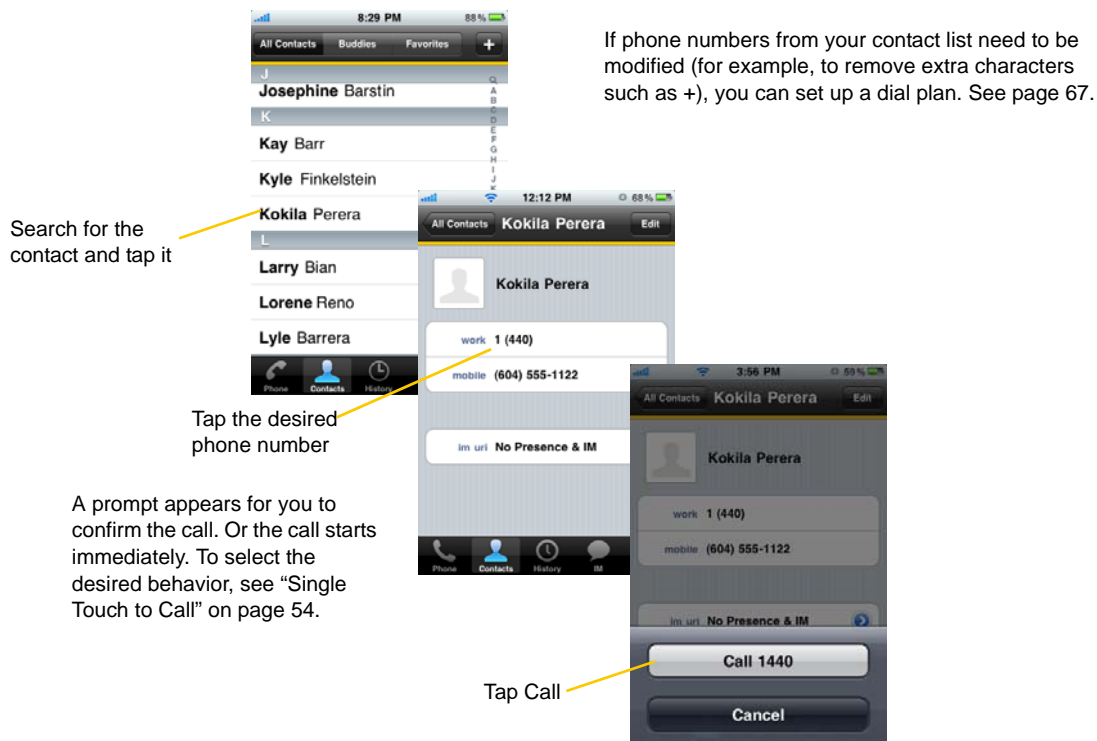 8:29 PM 88%
All Contacts Buddies Favorites +
J
Josephine Barstin
K
Kay Barr
Kyle Finkelstein
Kokila Perera
L
Larry Bian
Lorene Reno
Lyle Barrera
Phone Contacts History
A
B
C
D
E
F
G
H
I
J
K
If phone numbers from your contact list need to be
modified (for example, to remove extra characters
such as +), you can set up a dial plan. See page 67.
Search for the
contact and tap it
12:12 PM 68%
All Contacts Kokila Perera Edit
Kokila Perera
work 1 (440)
mobile (604) 555-1122
im uri No Presence & IM
Phone Contacts History IM
Tap the desired
phone number
A prompt appears for you to
confirm the call. Or the call starts
immediately. To select the
desired behavior, see “Single
Touch to Call” on page 54.
3:56 PM 59%
All Contacts Kokila Perera Edit
Kokila Perera
work 1 (440)
mobile (604) 555-1122
im uri No Presence & IM
Call 1440
Cancel
Tap Call